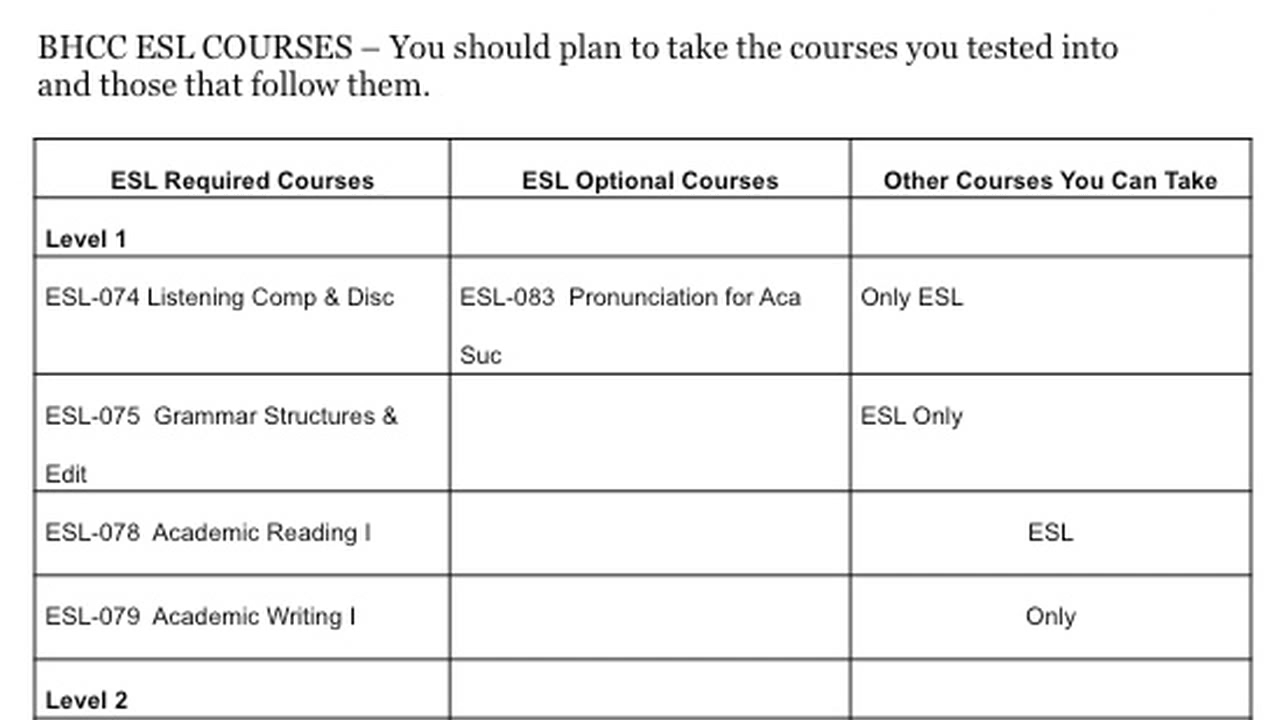 BHCC ESL COURSES – You should plan to take the courses you tested into
and those that follow them.
ESL Required Courses ESL Optional Courses Other Courses You Can Take
Level 1
ESL-074 Listening Comp & Disc ESL-083 Pronunciation for Aca Only ESL
Suc
ESL-075 Grammar Structures & ESL Only
Edit
ESL-078 Academic Reading I ESL
ESL-079 Academic Writing I Only
Level 2